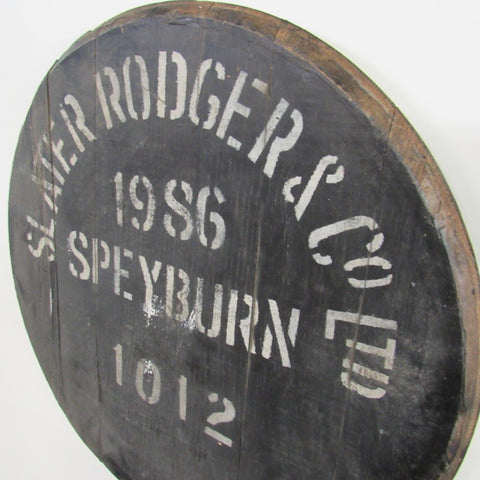 SLATER RODGER & CO LTD
1986
SPEYBURN
1012